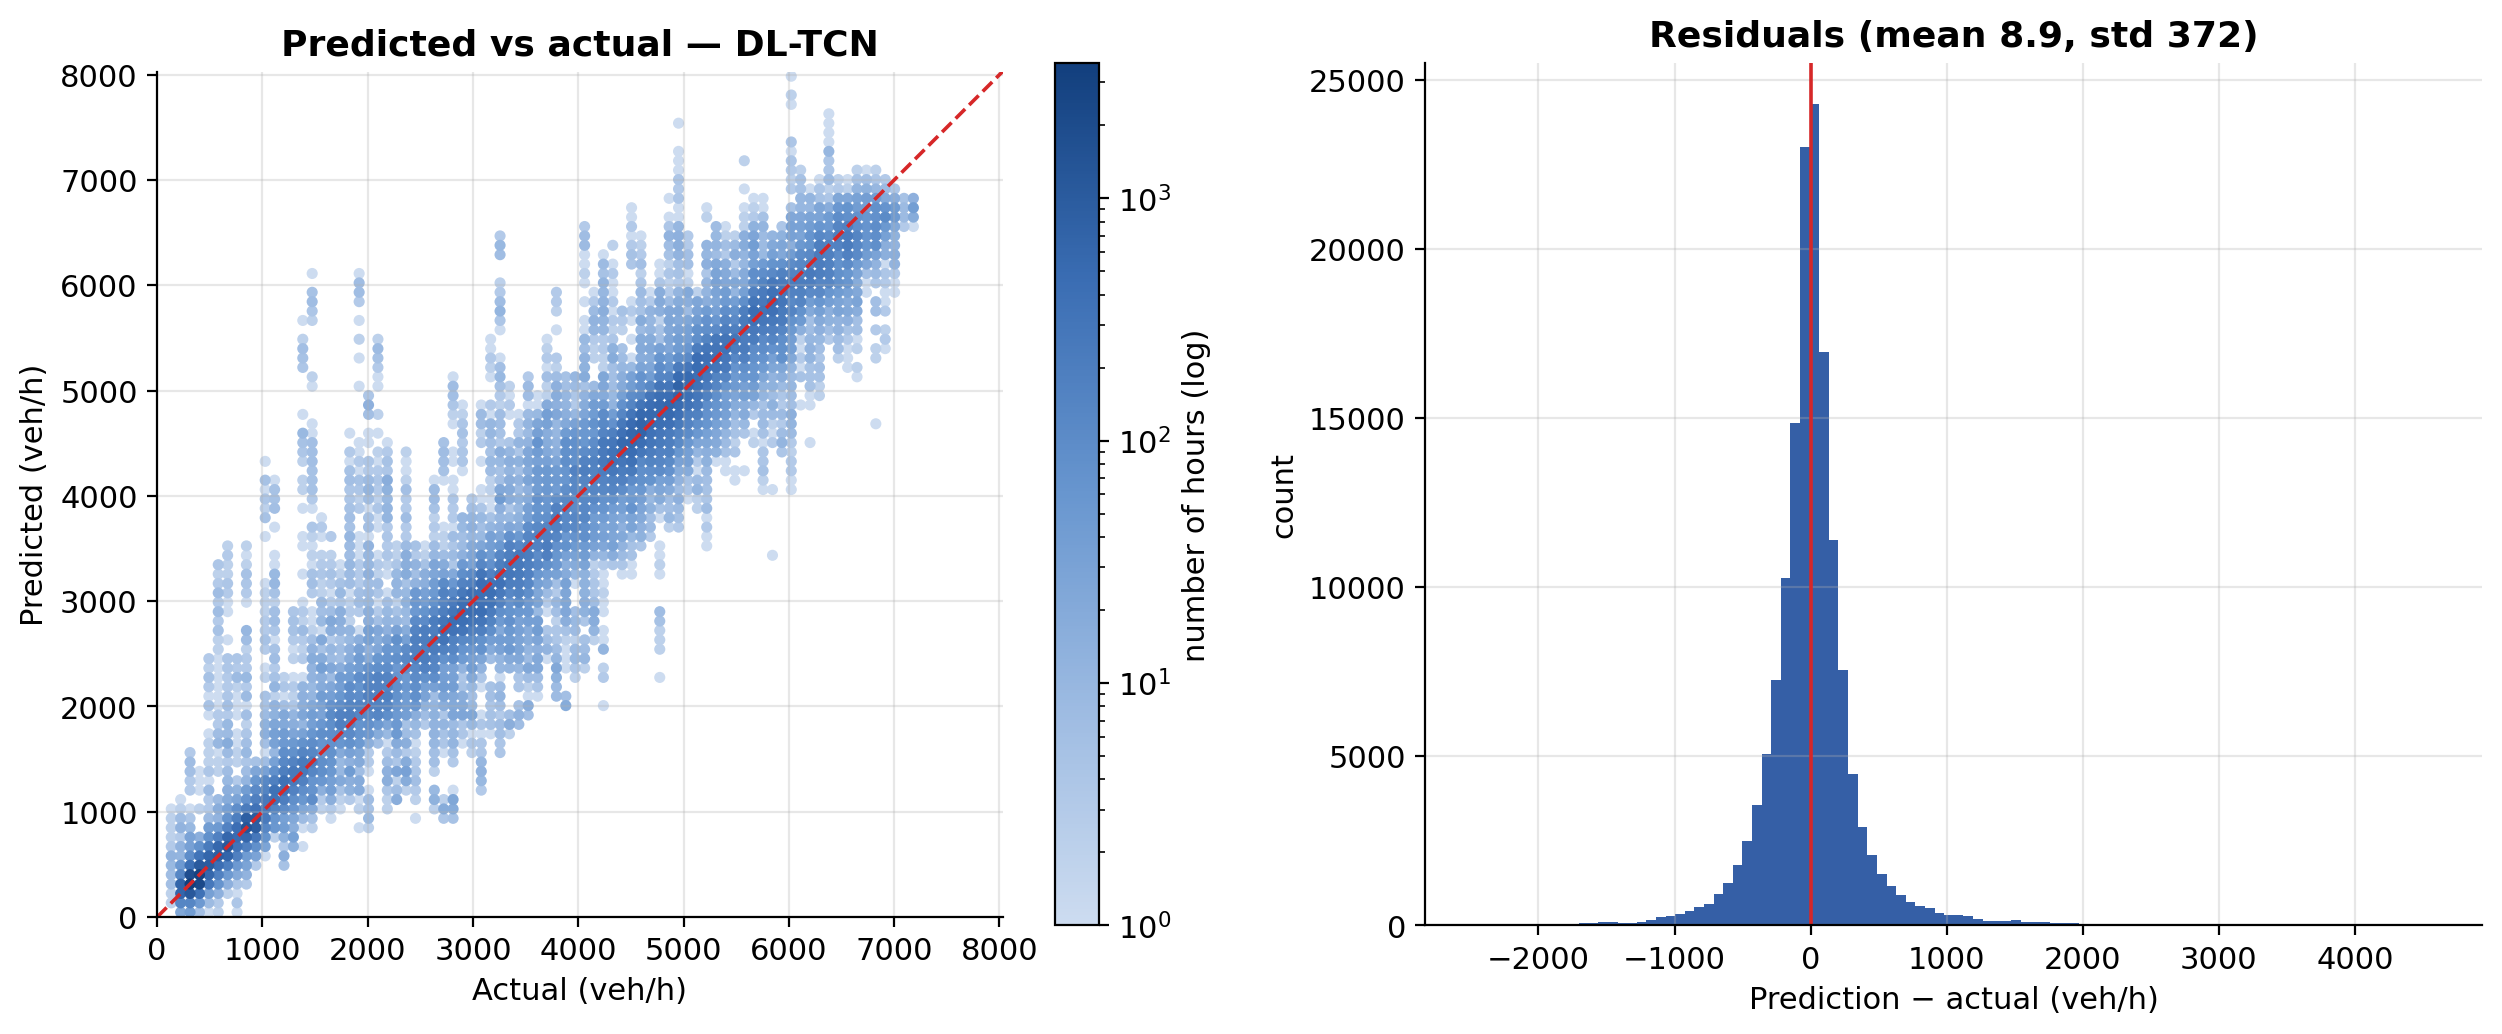 Predicted vs actual — DL-TCN
8000
7000
6000
5000
4000
3000
2000
1000
0
Predicted (veh/h)
0 1000 2000 3000 4000 5000 6000 7000 8000
Actual (veh/h)
10³
10²
10¹
10⁰
number of hours (log)
Residuals (mean 8.9, std 372)
25000
20000
15000
10000
5000
0
count
−2000 −1000 0 1000 2000 3000 4000
Prediction − actual (veh/h)